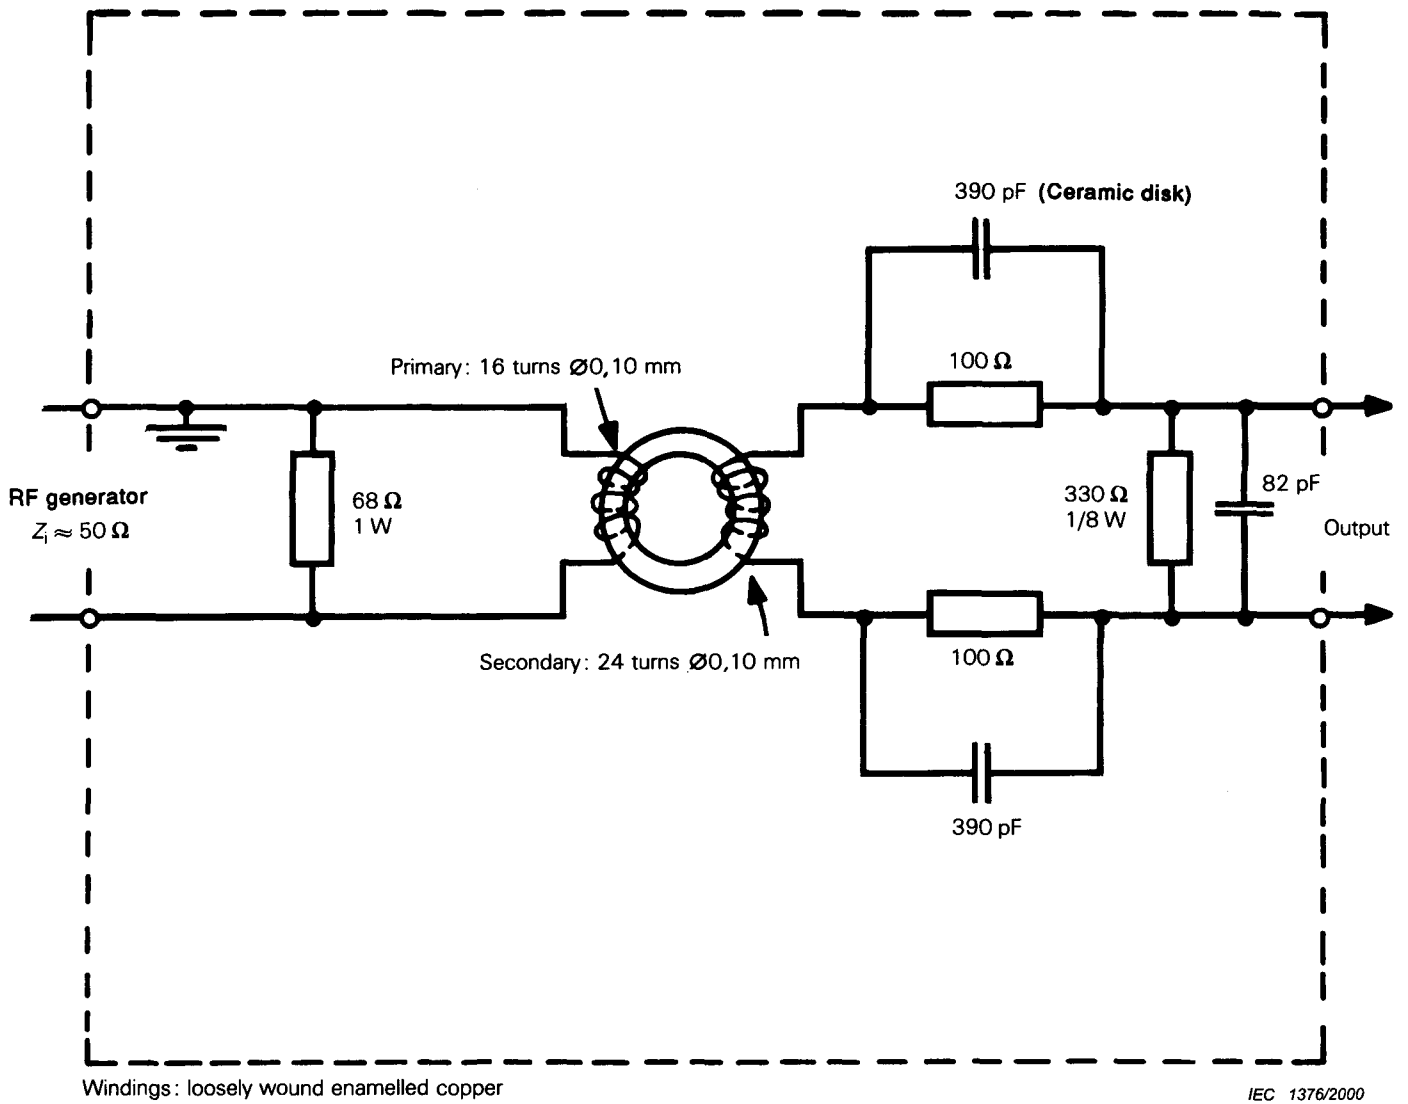 390 pF (Ceramic disk)
100 Ω
Primary: 16 turns Ø0,10 mm
RF generator
Zi ≈ 50 Ω
68 Ω
1 W
330 Ω
1/8 W
82 pF
Output
Secondary: 24 turns Ø0,10 mm
100 Ω
390 pF
Windings: loosely wound enamelled copper
IEC 1376/2000